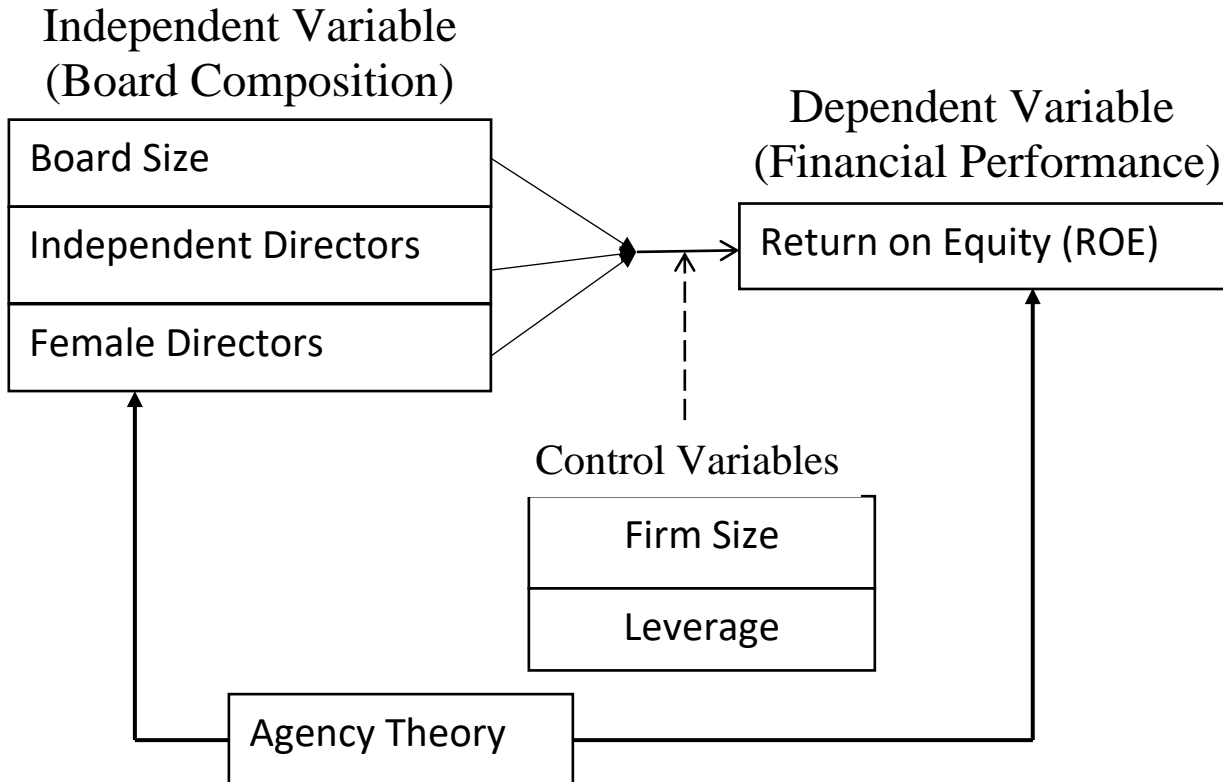 Independent Variable
(Board Composition)
Board Size
Independent Directors
Female Directors
Dependent Variable
(Financial Performance)
Return on Equity (ROE)
Control Variables
Firm Size
Leverage
Agency Theory